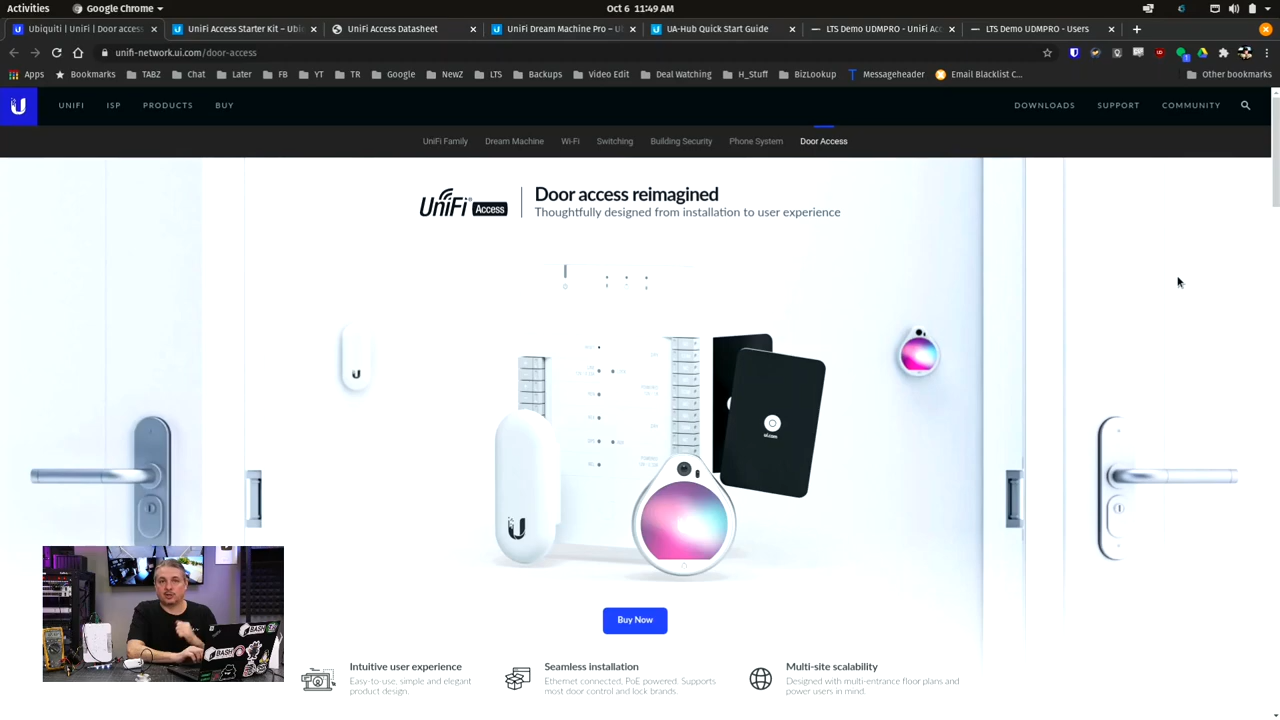 Activities
Google Chrome
Oct 6 11:49 AM
Ubiquiti | UniFi | Door access
UniFi Access Starter Kit – Ubiq
UniFi Access Datasheet
UniFi Dream Machine Pro – Ub
UA-Hub Quick Start Guide
LTS Demo UDMPRO - UniFi Acc
LTS Demo UDMPRO - Users
unifi-network.ui.com/door-access
Apps
Bookmarks
TABZ
Chat
Later
FB
YT
TR
Google
NewZ
LTS
Backups
Video Edit
Deal Watching
H_Stuff
BizLookup
Messageheader
Email Blacklist C...
Other bookmarks
UNIFI ISP PRODUCTS BUY
DOWNLOADS SUPPORT COMMUNITY
UniFi Family Dream Machine Wi-Fi Switching Building Security Phone System Door Access
UniFi Access
Door access reimagined
Thoughtfully designed from installation to user experience
ui.com
Buy Now
Intuitive user experience
Easy-to-use, simple and elegant
product design.
Seamless installation
Ethernet connected, PoE powered. Supports
most door control and lock brands.
Multi-site scalability
Designed with multi-entrance floor plans and
power users in mind.
BASH
BASH